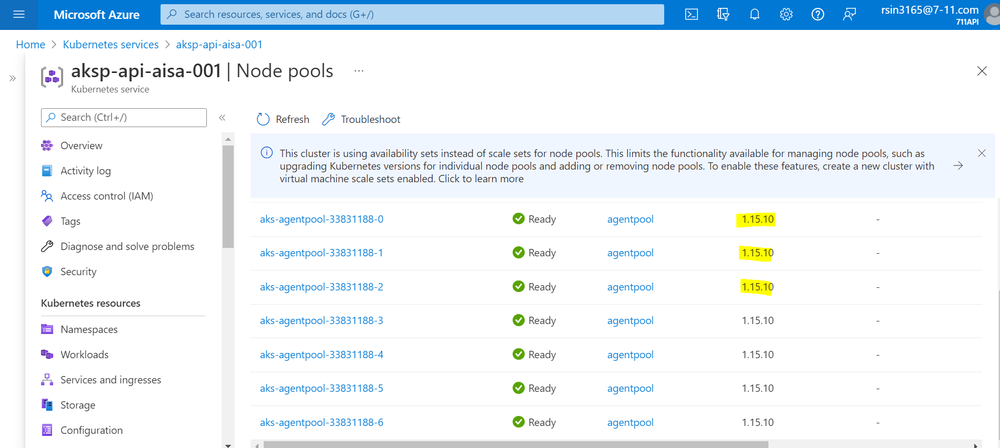 Microsoft Azure
Search resources, services, and docs (G+/)
rsin3165@7-11.com
711API
Home > Kubernetes services > aksp-api-aisa-001
aksp-api-aisa-001 | Node pools ...
Kubernetes service
Search (Ctrl+/)
Overview
Activity log
Access control (IAM)
Tags
Diagnose and solve problems
Security
Kubernetes resources
Namespaces
Workloads
Services and ingresses
Storage
Configuration
Refresh Troubleshoot
This cluster is using availability sets instead of scale sets for node pools. This limits the functionality available for managing node pools, such as
upgrading Kubernetes versions for individual node pools and adding or removing node pools. To enable these features, create a new cluster with
virtual machine scale sets enabled. Click to learn more
aks-agentpool-33831188-0 Ready agentpool 1.15.10 -
aks-agentpool-33831188-1 Ready agentpool 1.15.10 -
aks-agentpool-33831188-2 Ready agentpool 1.15.10 -
aks-agentpool-33831188-3 Ready agentpool 1.15.10 -
aks-agentpool-33831188-4 Ready agentpool 1.15.10 -
aks-agentpool-33831188-5 Ready agentpool 1.15.10 -
aks-agentpool-33831188-6 Ready agentpool 1.15.10 -